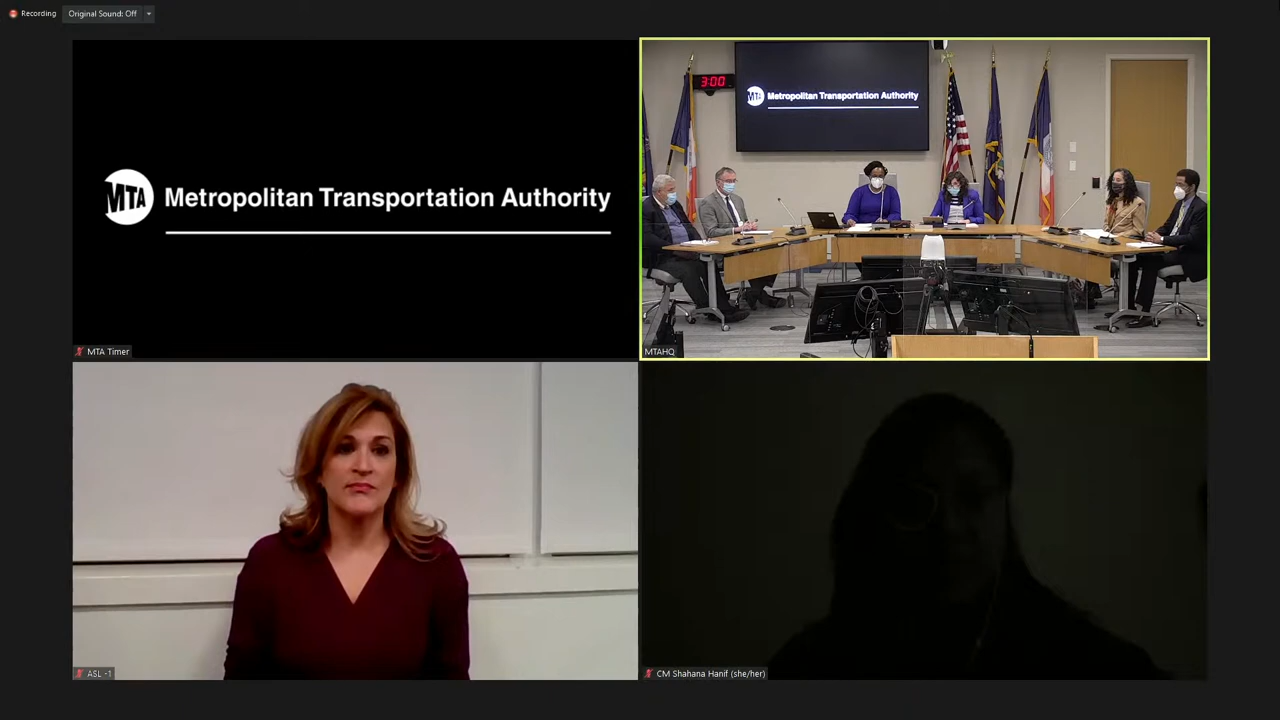 Recording
Original Sound: Off
MTA Metropolitan Transportation Authority
MTA Timer
3:00
MTA Metropolitan Transportation Authority
MTAHQ
ASL -1
CM Shahana Hanif (she/her)